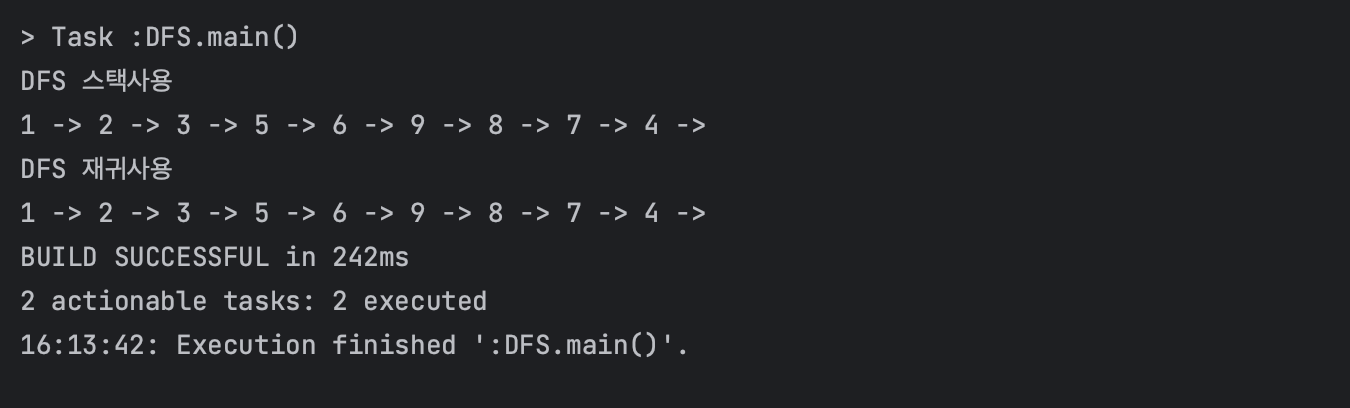 > Task :DFS.main()
DFS 스택사용
1 -> 2 -> 3 -> 5 -> 6 -> 9 -> 8 -> 7 -> 4 ->
DFS 재귀사용
1 -> 2 -> 3 -> 5 -> 6 -> 9 -> 8 -> 7 -> 4 ->
BUILD SUCCESSFUL in 242ms
2 actionable tasks: 2 executed
16:13:42: Execution finished ':DFS.main()'.